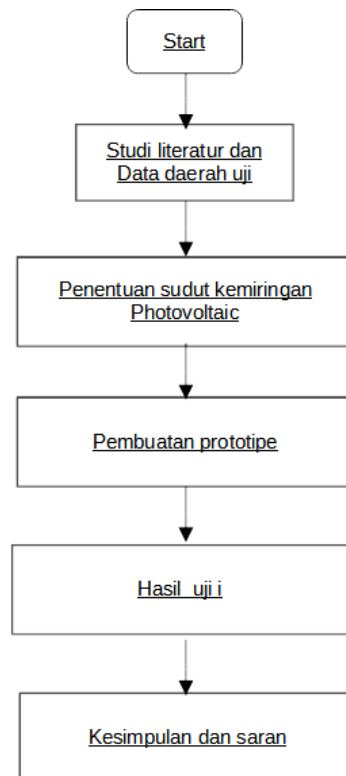 Start
Studi literatur dan
Data daerah uji
Penentuan sudut kemiringan
Photovoltaic
Pembuatan prototipe
Hasil uji i
Kesimpulan dan saran